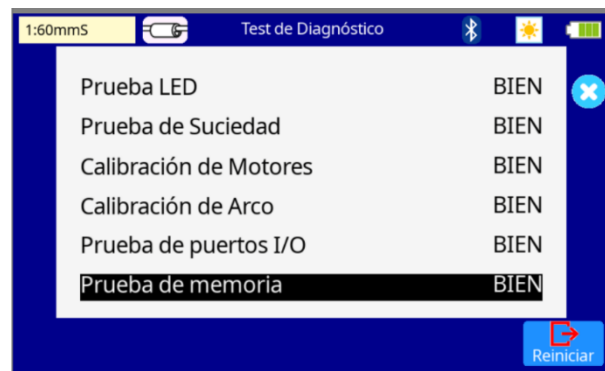 1:60mmS
Test de Diagnóstico
Prueba LED BIEN
Prueba de Suciedad BIEN
Calibración de Motores BIEN
Calibración de Arco BIEN
Prueba de puertos I/O BIEN
Prueba de memoria BIEN
Reiniciar